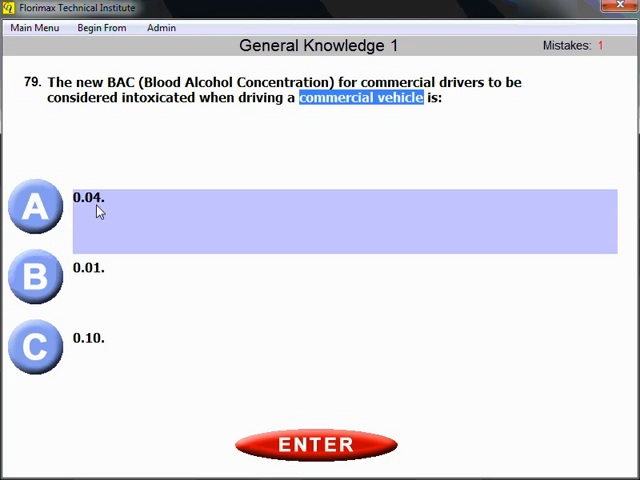 Florimax Technical Institute
Main Menu Begin From Admin
General Knowledge 1 Mistakes: 1
79. The new BAC (Blood Alcohol Concentration) for commercial drivers to be
considered intoxicated when driving a commercial vehicle is:
A 0.04.
B 0.01.
C 0.10.
ENTER